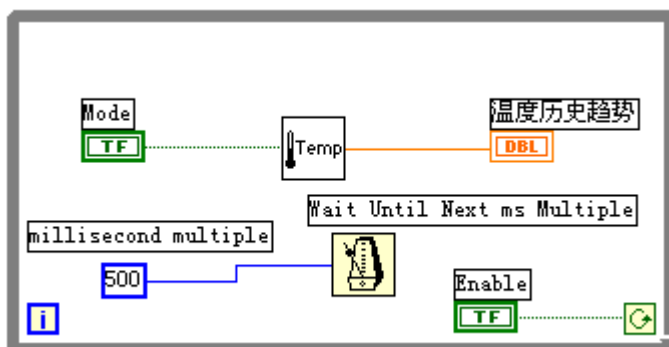 Mode
TF
Temp
温度历史趋势
DBL
Wait Until Next ms Multiple
millisecond multiple
500
Enable
TF
i